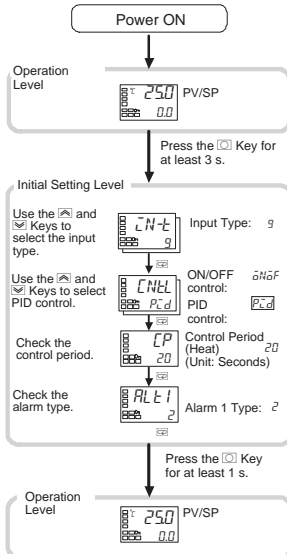 Power ON
Operation
Level
25.0 PV/SP
0.0
Press the Key for
at least 3 s.
Initial Setting Level
Use the and
Keys to
select the input
type.
IN-t
9
Input Type: 9
Use the and
Keys to select
PID control.
CNtL
PId
ON/OFF
control: oNoF
PID
control: PId
Check the
control period.
CP
20
Control Period
(Heat) 20
(Unit: Seconds)
Check the
alarm type.
ALt1
2
Alarm 1 Type: 2
Press the Key
for at least 1 s.
Operation
Level
25.0 PV/SP
0.0